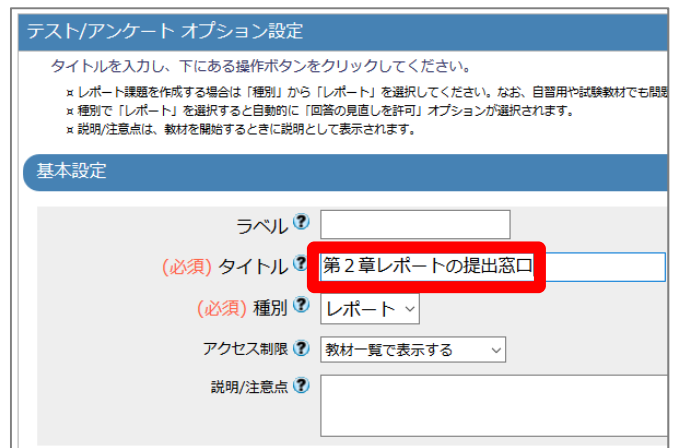 テスト/アンケート オプション設定
タイトルを入力し、下にある操作ボタンをクリックしてください。
¤ レポート課題を作成する場合は「種別」から「レポート」を選択してください。なお、自習用や試験教材でも問題
¤ 種別で「レポート」を選択すると自動的に「回答の見直しを許可」オプションが選択されます。
¤ 説明/注意点は、教材を開始するときに説明として表示されます。
基本設定
ラベル ?
(必須) タイトル ? 第２章レポートの提出窓口
(必須) 種別 ? レポート
アクセス制限 ? 教材一覧で表示する
説明/注意点 ?